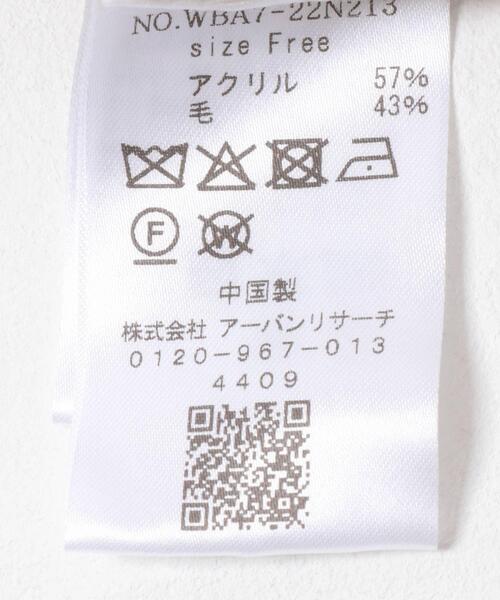 NO.WBA7-22N213
size Free
アクリル 57%
毛 43%
F W
中国製
株式会社 アーバンリサーチ
0120-967-013
4409